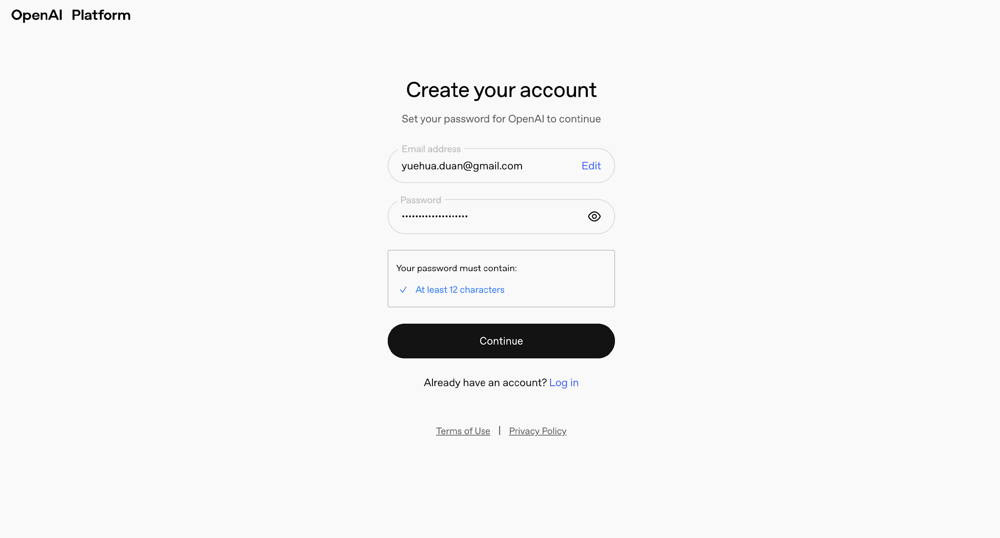 OpenAI Platform
Create your account
Set your password for OpenAI to continue
Email address
yuehua.duan@gmail.com Edit
Password
••••••••••••••••••••
Your password must contain:
✓ At least 12 characters
Continue
Already have an account? Log in
Terms of Use | Privacy Policy